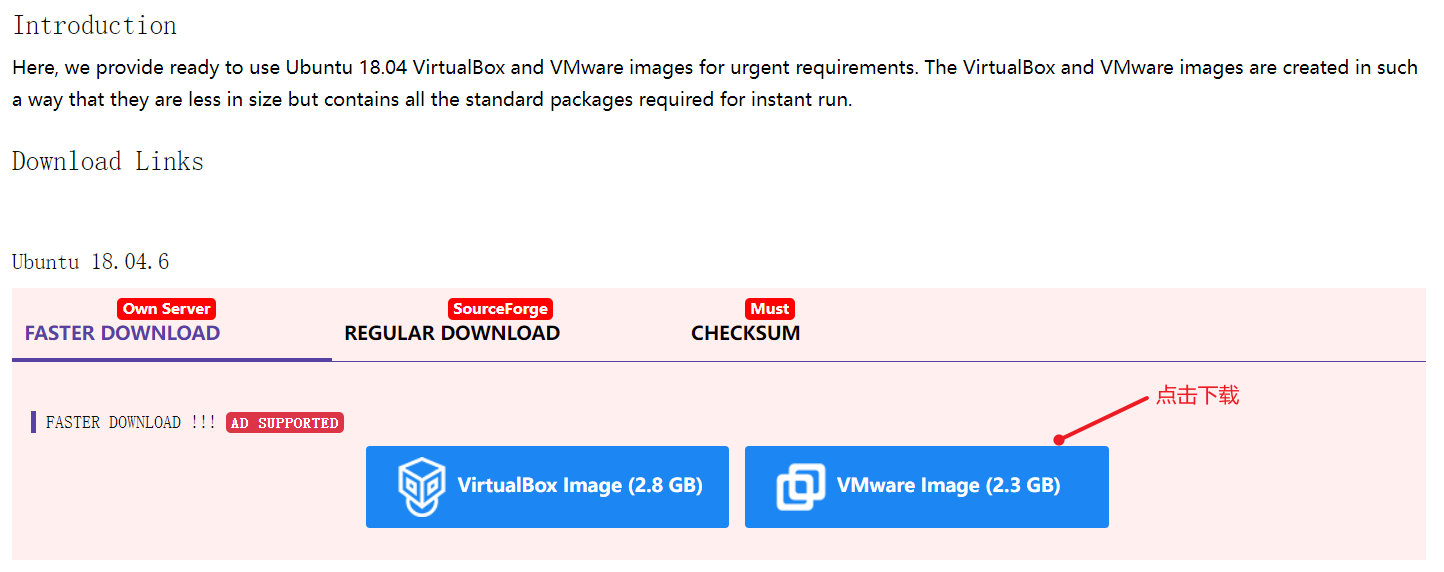 Introduction
Here, we provide ready to use Ubuntu 18.04 VirtualBox and VMware images for urgent requirements. The VirtualBox and VMware images are created in such
a way that they are less in size but contains all the standard packages required for instant run.
Download Links
Ubuntu 18.04.6
Own Server
FASTER DOWNLOAD
SourceForge
REGULAR DOWNLOAD
Must
CHECKSUM
点击下载
FASTER DOWNLOAD !!! AD SUPPORTED
VirtualBox Image (2.8 GB)
VMware Image (2.3 GB)